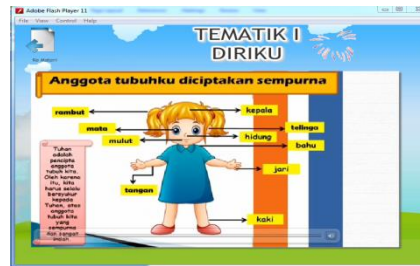 Adobe Flash Player 11
File View Control Help
TEMATIK I
DIRIKU
Anggota tubuhku diciptakan sempurna
rambut
kepala
mata
telinga
mulut
hidung
bahu
jari
tangan
kaki
Tuhan
adalah
pencipta
anggota
tubuh kita.
Oleh karena
itu, kita
harus selalu
bersyukur
kepada
Tuhan, atas
anggota
tubuh kita
yang
sempurna